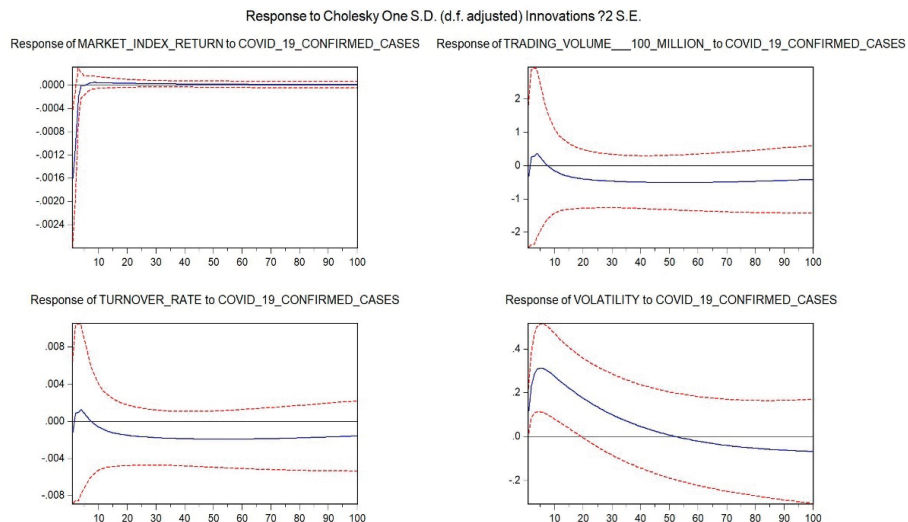 Response to Cholesky One S.D. (d.f. adjusted) Innovations ?2 S.E.
Response of MARKET_INDEX_RETURN to COVID_19_CONFIRMED_CASES
.0000
-.0004
-.0008
-.0012
-.0016
-.0020
-.0024
10 20 30 40 50 60 70 80 90 100
Response of TRADING_VOLUME___100_MILLION_ to COVID_19_CONFIRMED_CASES
2
1
0
-1
-2
10 20 30 40 50 60 70 80 90 100
Response of TURNOVER_RATE to COVID_19_CONFIRMED_CASES
.008
.004
.000
-.004
-.008
10 20 30 40 50 60 70 80 90 100
Response of VOLATILITY to COVID_19_CONFIRMED_CASES
.4
.2
.0
-.2
10 20 30 40 50 60 70 80 90 100